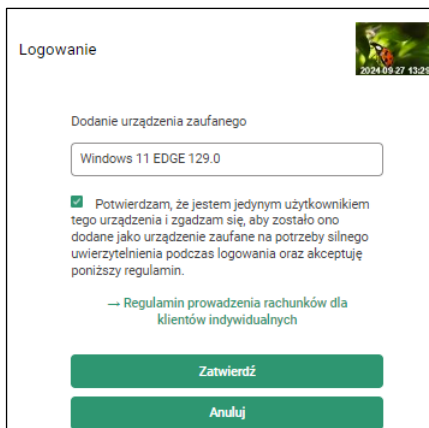 Logowanie
2024 09 27 13:29
Dodanie urządzenia zaufanego
Windows 11 EDGE 129.0
Potwierdzam, że jestem jedynym użytkownikiem
tego urządzenia i zgadzam się, aby zostało ono
dodane jako urządzenie zaufane na potrzeby silnego
uwierzytelnienia podczas logowania oraz akceptuję
poniższy regulamin.
→ Regulamin prowadzenia rachunków dla
klientów indywidualnych
Zatwierdź
Anuluj